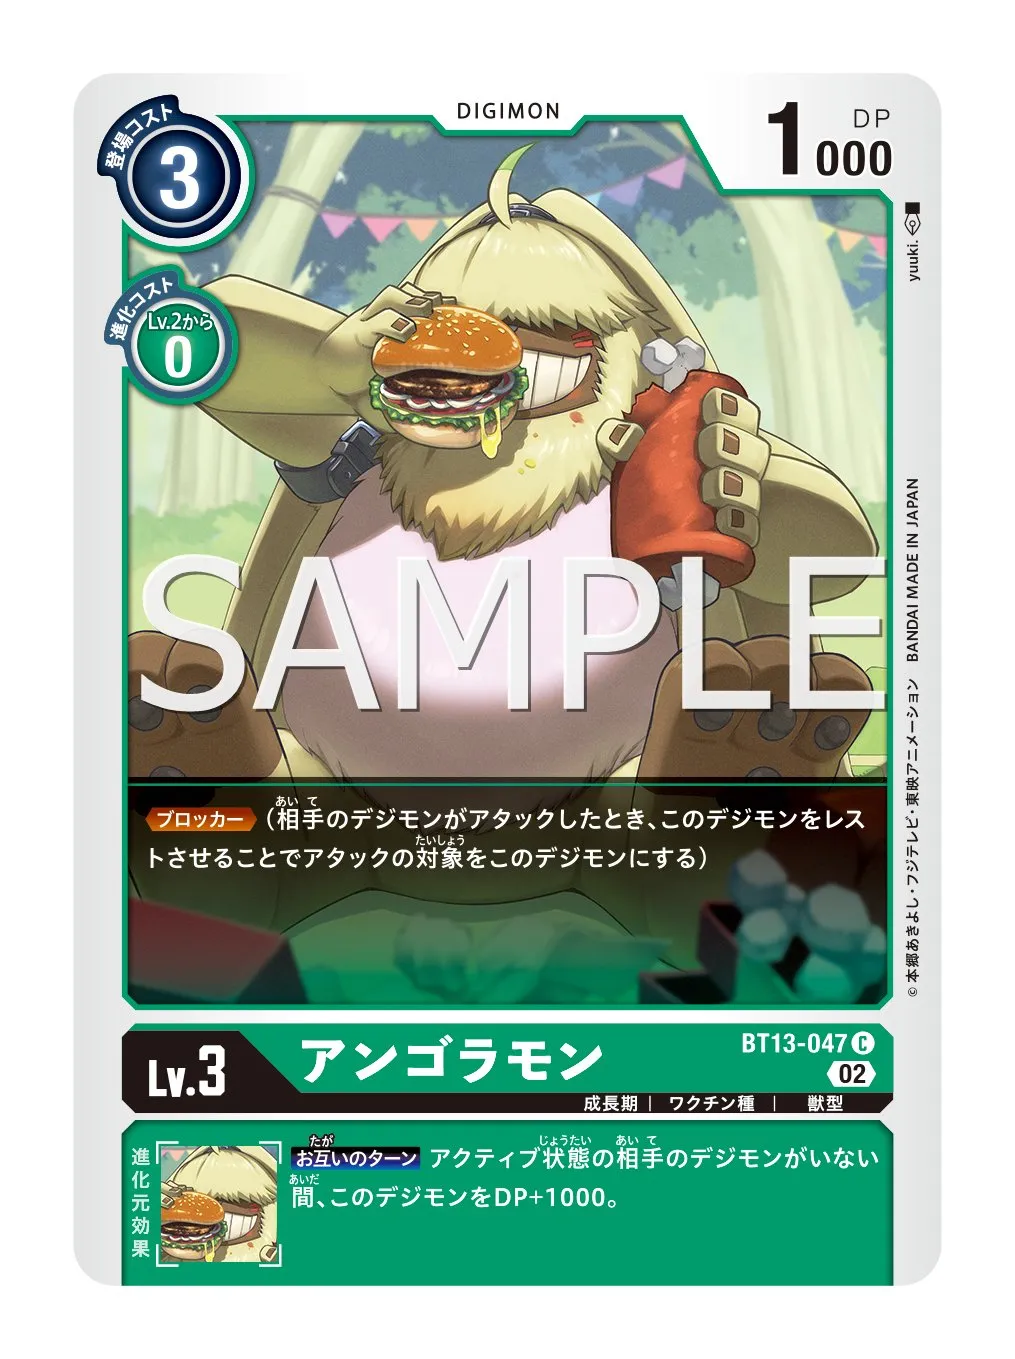 DIGIMON
登場コスト
3
1000
DP
進化コスト
Lv.2から
0
yuuki.
SAMPLE
ブロッカー (相手のデジモンがアタックしたとき、このデジモンをレス
トさせることでアタックの対象をこのデジモンにする)
© 本郷あきよし・フジテレビ・東映アニメーション BANDAI MADE IN JAPAN
Lv.3
アンゴラモン
BT13-047 C
02
成長期 | ワクチン種 | 獣型
進化元効果
お互いのターン アクティブ状態の相手のデジモンがいない
間、このデジモンをDP+1000。